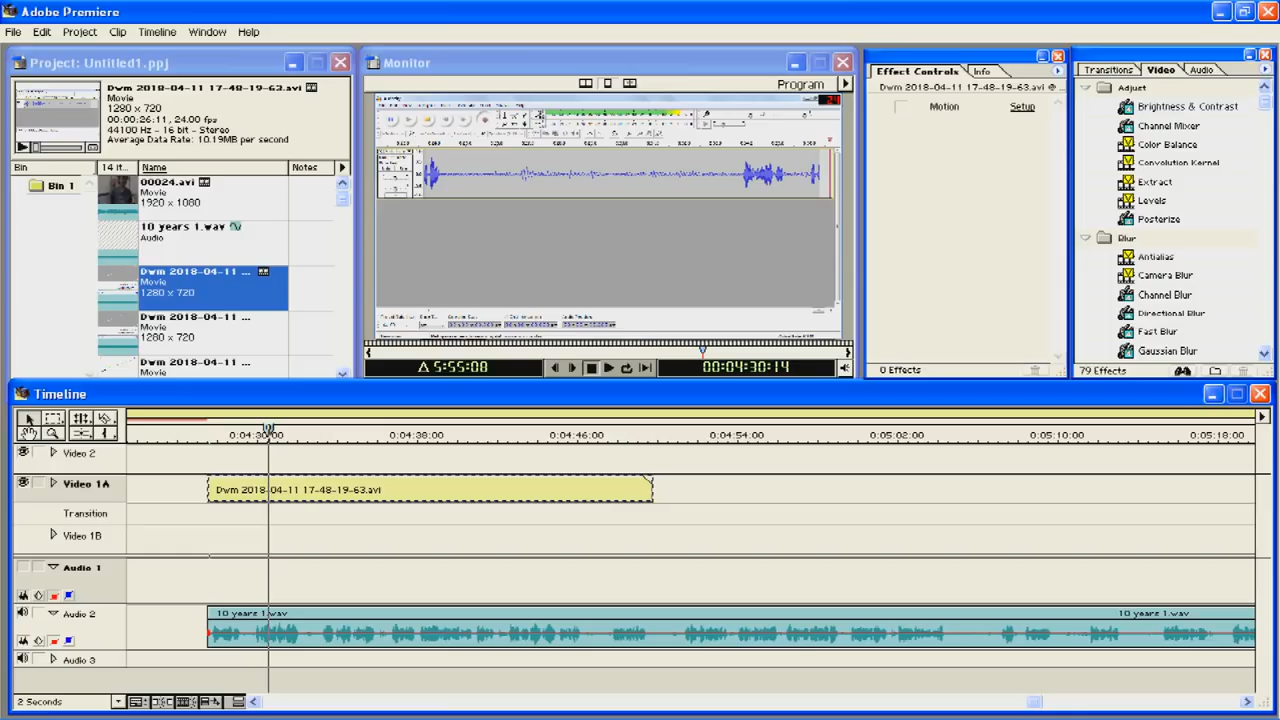 Adobe Premiere
File Edit Project Clip Timeline Window Help
Project: Untitled1.ppj
Dwm 2018-04-11 17-48-19-63.avi
Movie
1280 x 720
00:00:26:11, 24.00 fps
44100 Hz - 16 bit - Stereo
Average Data Rate: 10.19MB per second
Bin 14 it... Name Notes
Bin 1
00024.avi
Movie
1920 x 1080
10 years 1.wav
Audio
Dwm 2018-04-11 ...
Movie
1280 x 720
Dwm 2018-04-11 ...
Movie
1280 x 720
Dwm 2018-04-11 ...
Movie
Monitor
Program
Δ 5:55:08
00:04:30:14
Effect Controls Info
Dwm 2018-04-11 17-48-19-63.avi @
Motion Setup
0 Effects
Transitions Video Audio
Adjust
Brightness & Contrast
Channel Mixer
Color Balance
Convolution Kernel
Extract
Levels
Posterize
Blur
Antialias
Camera Blur
Channel Blur
Directional Blur
Fast Blur
Gaussian Blur
79 Effects
Timeline
0:04:30:00 0:04:38:00 0:04:46:00 0:04:54:00 0:05:02:00 0:05:10:00 0:05:18:00
Video 2
Video 1A
Dwm 2018-04-11 17-48-19-63.avi
Transition
Video 1B
Audio 1
Audio 2
10 years 1.wav 10 years 1.wav
Audio 3
2 Seconds